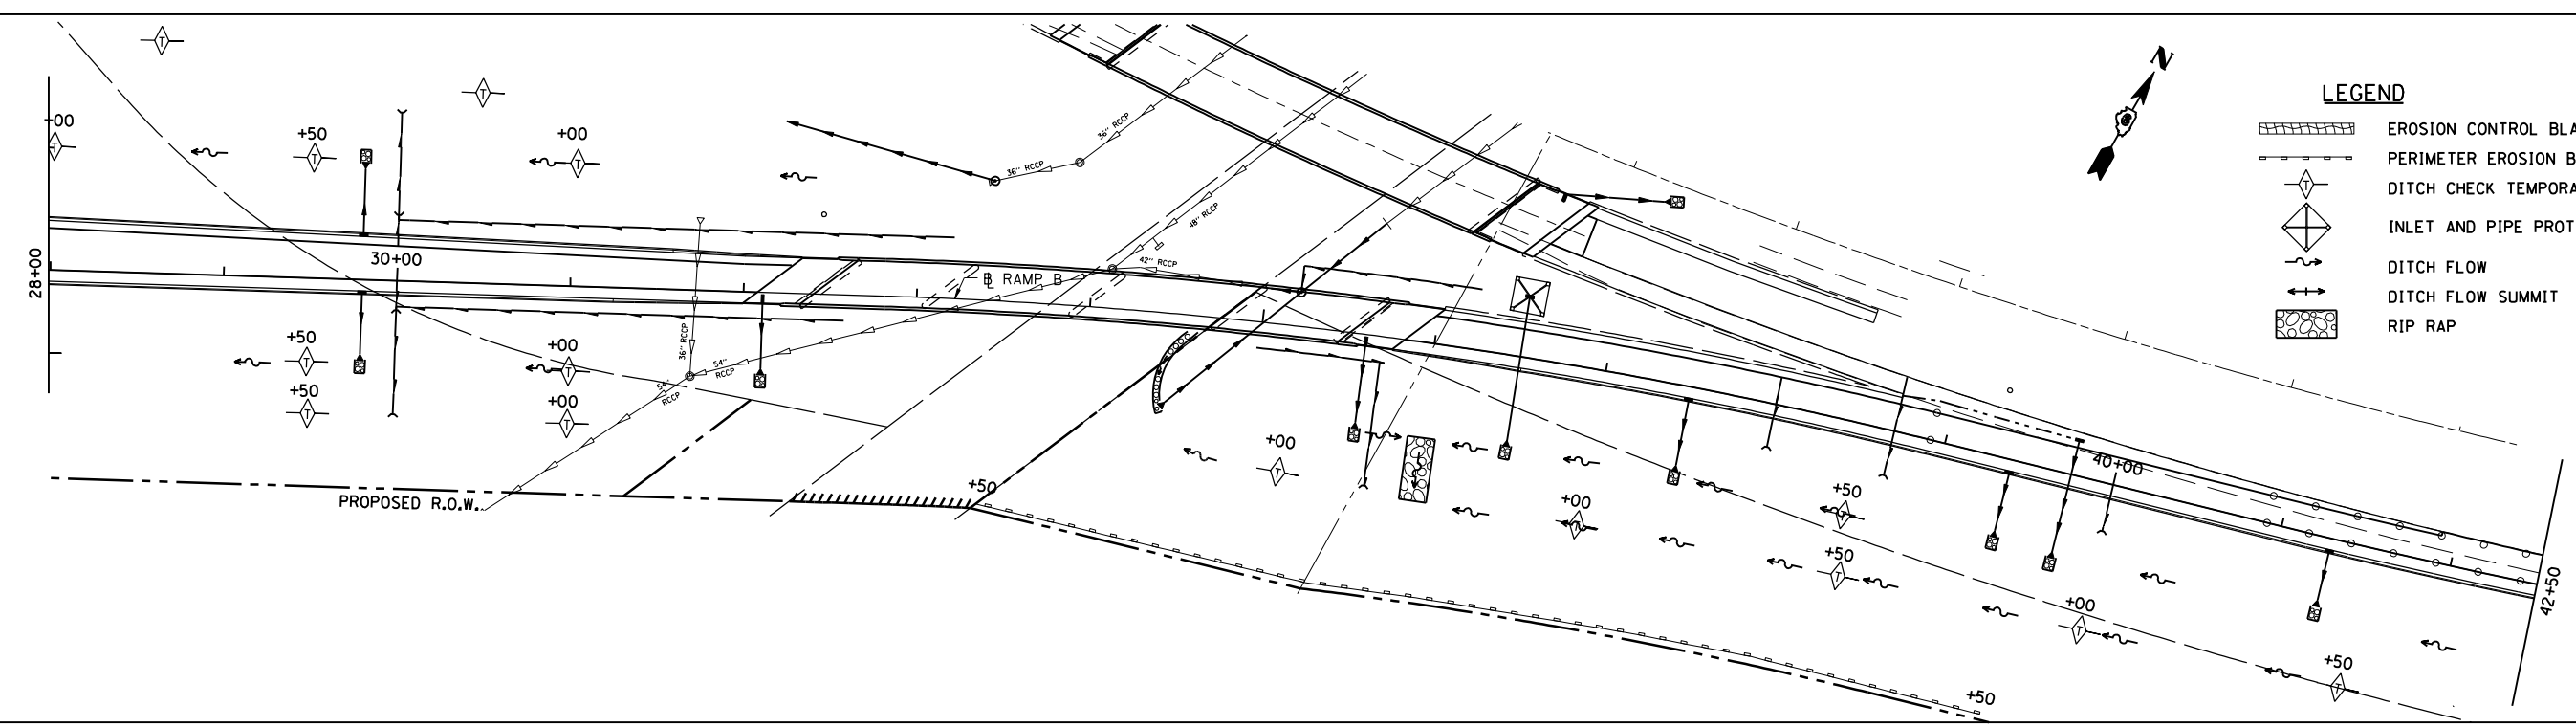 N
LEGEND
EROSION CONTROL BLA
PERIMETER EROSION B
DITCH CHECK TEMPORA
INLET AND PIPE PROT
DITCH FLOW
DITCH FLOW SUMMIT
RIP RAP
+00
T
T
T
+50
T
+00
T
36" RCCP
36" RCCP
48" RCCP
42" RCCP
28+00
30+00
BL RAMP B
36" RCCP
54"
RCCP
54"
RCCP
+50
T
+50
T
+00
T
+00
T
PROPOSED R.O.W.
+50
+00
T
+00
T
+50
T
+50
T
40+00
+00
T
+50
T
+50
42+50